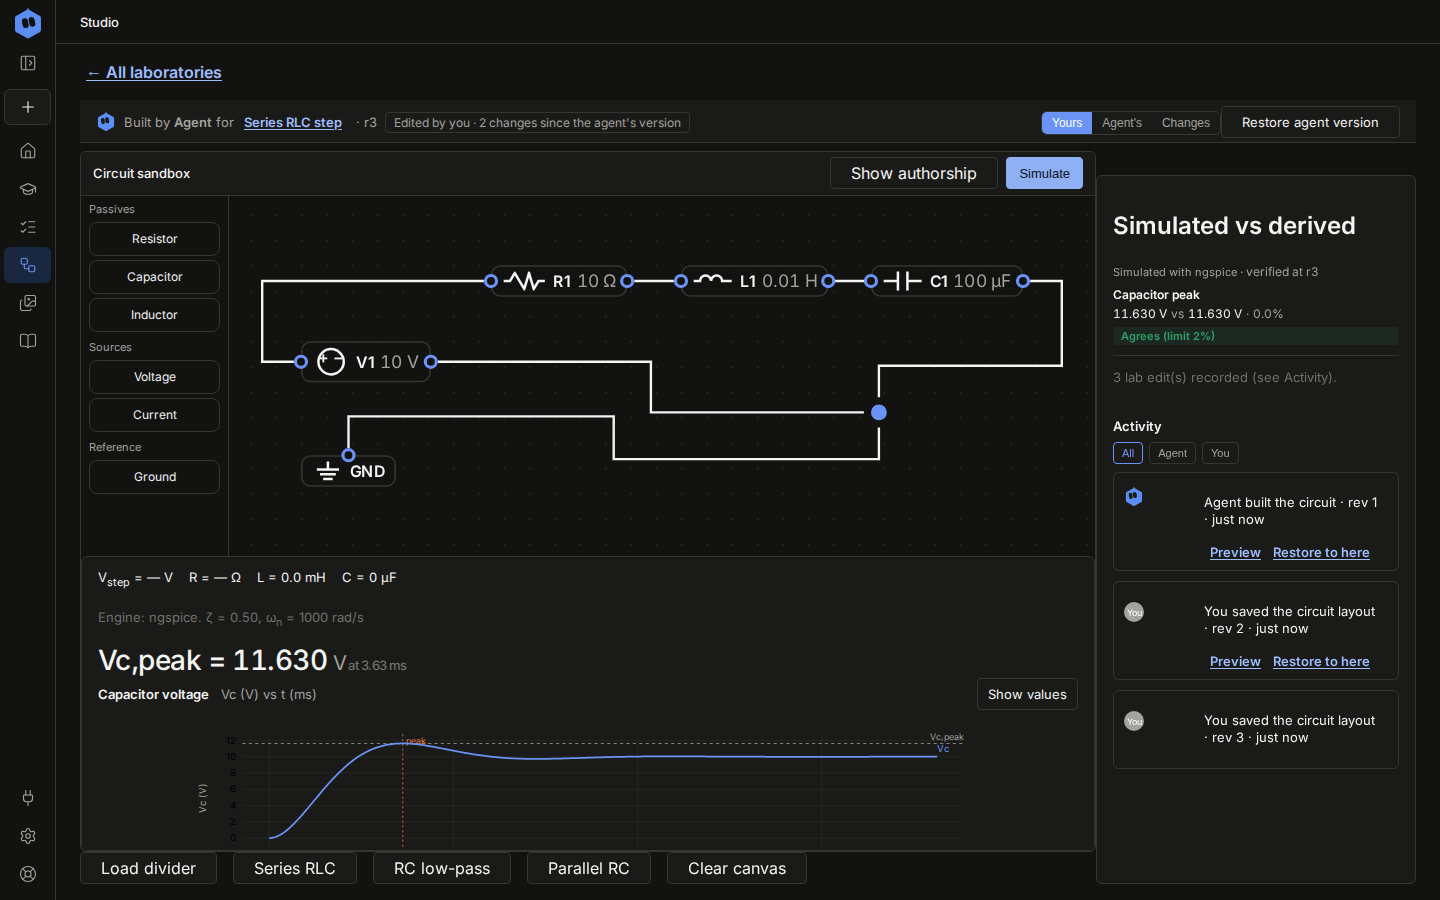 Studio
← All laboratories
Built by Agent for Series RLC step · r3 Edited by you · 2 changes since the agent's version
Yours Agent's Changes Restore agent version
Circuit sandbox
Show authorship Simulate
Passives
Resistor
Capacitor
Inductor
Sources
Voltage
Current
Reference
Ground
R1 10 Ω
L1 0.01 H
C1 100 µF
V1 10 V
GND
Vstep = — V R = — Ω L = 0.0 mH C = 0 µF
Engine: ngspice. ζ = 0.50, ωn = 1000 rad/s
Vc,peak = 11.630 V at 3.63 ms
Capacitor voltage Vc (V) vs t (ms)
Show values
12
10
8
6
4
2
0
Vc (V)
peak
Vc,peak
Vc
Load divider
Series RLC
RC low-pass
Parallel RC
Clear canvas
Simulated vs derived
Simulated with ngspice · verified at r3
Capacitor peak
11.630 V vs 11.630 V · 0.0%
Agrees (limit 2%)
3 lab edit(s) recorded (see Activity).
Activity
All Agent You
Agent built the circuit · rev 1
· just now
Preview Restore to here
You
You saved the circuit layout
· rev 2 · just now
Preview Restore to here
You
You saved the circuit layout
· rev 3 · just now